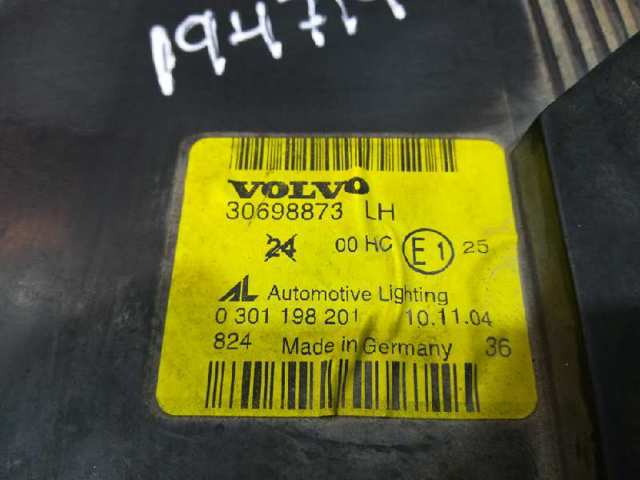 VOLVO
30698873 LH
24 00 HC E1 25
AL Automotive Lighting
0 301 198 201 10.11.04
824 Made in Germany 36